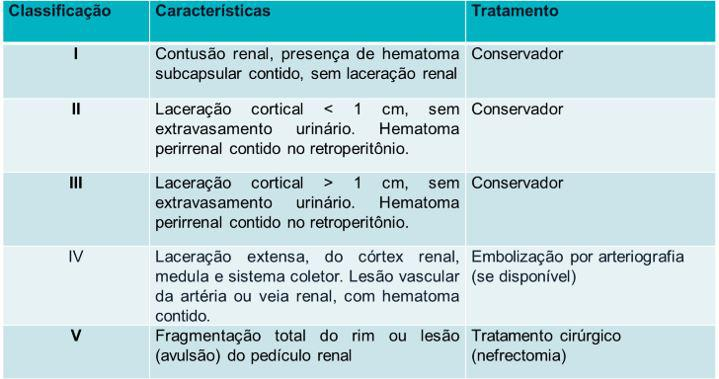 Classificação Características Tratamento
I Contusão renal, presença de hematoma Conservador
subcapsular contido, sem laceração renal
II Laceração cortical < 1 cm, sem Conservador
extravasamento urinário. Hematoma
perirrenal contido no retroperitônio.
III Laceração cortical > 1 cm, sem Conservador
extravasamento urinário. Hematoma
perirrenal contido no retroperitônio.
IV Laceração extensa, do córtex renal, Embolização por arteriografia
medula e sistema coletor. Lesão vascular (se disponível)
da artéria ou veia renal, com hematoma
contido.
V Fragmentação total do rim ou lesão Tratamento cirúrgico
(avulsão) do pedículo renal (nefrectomia)